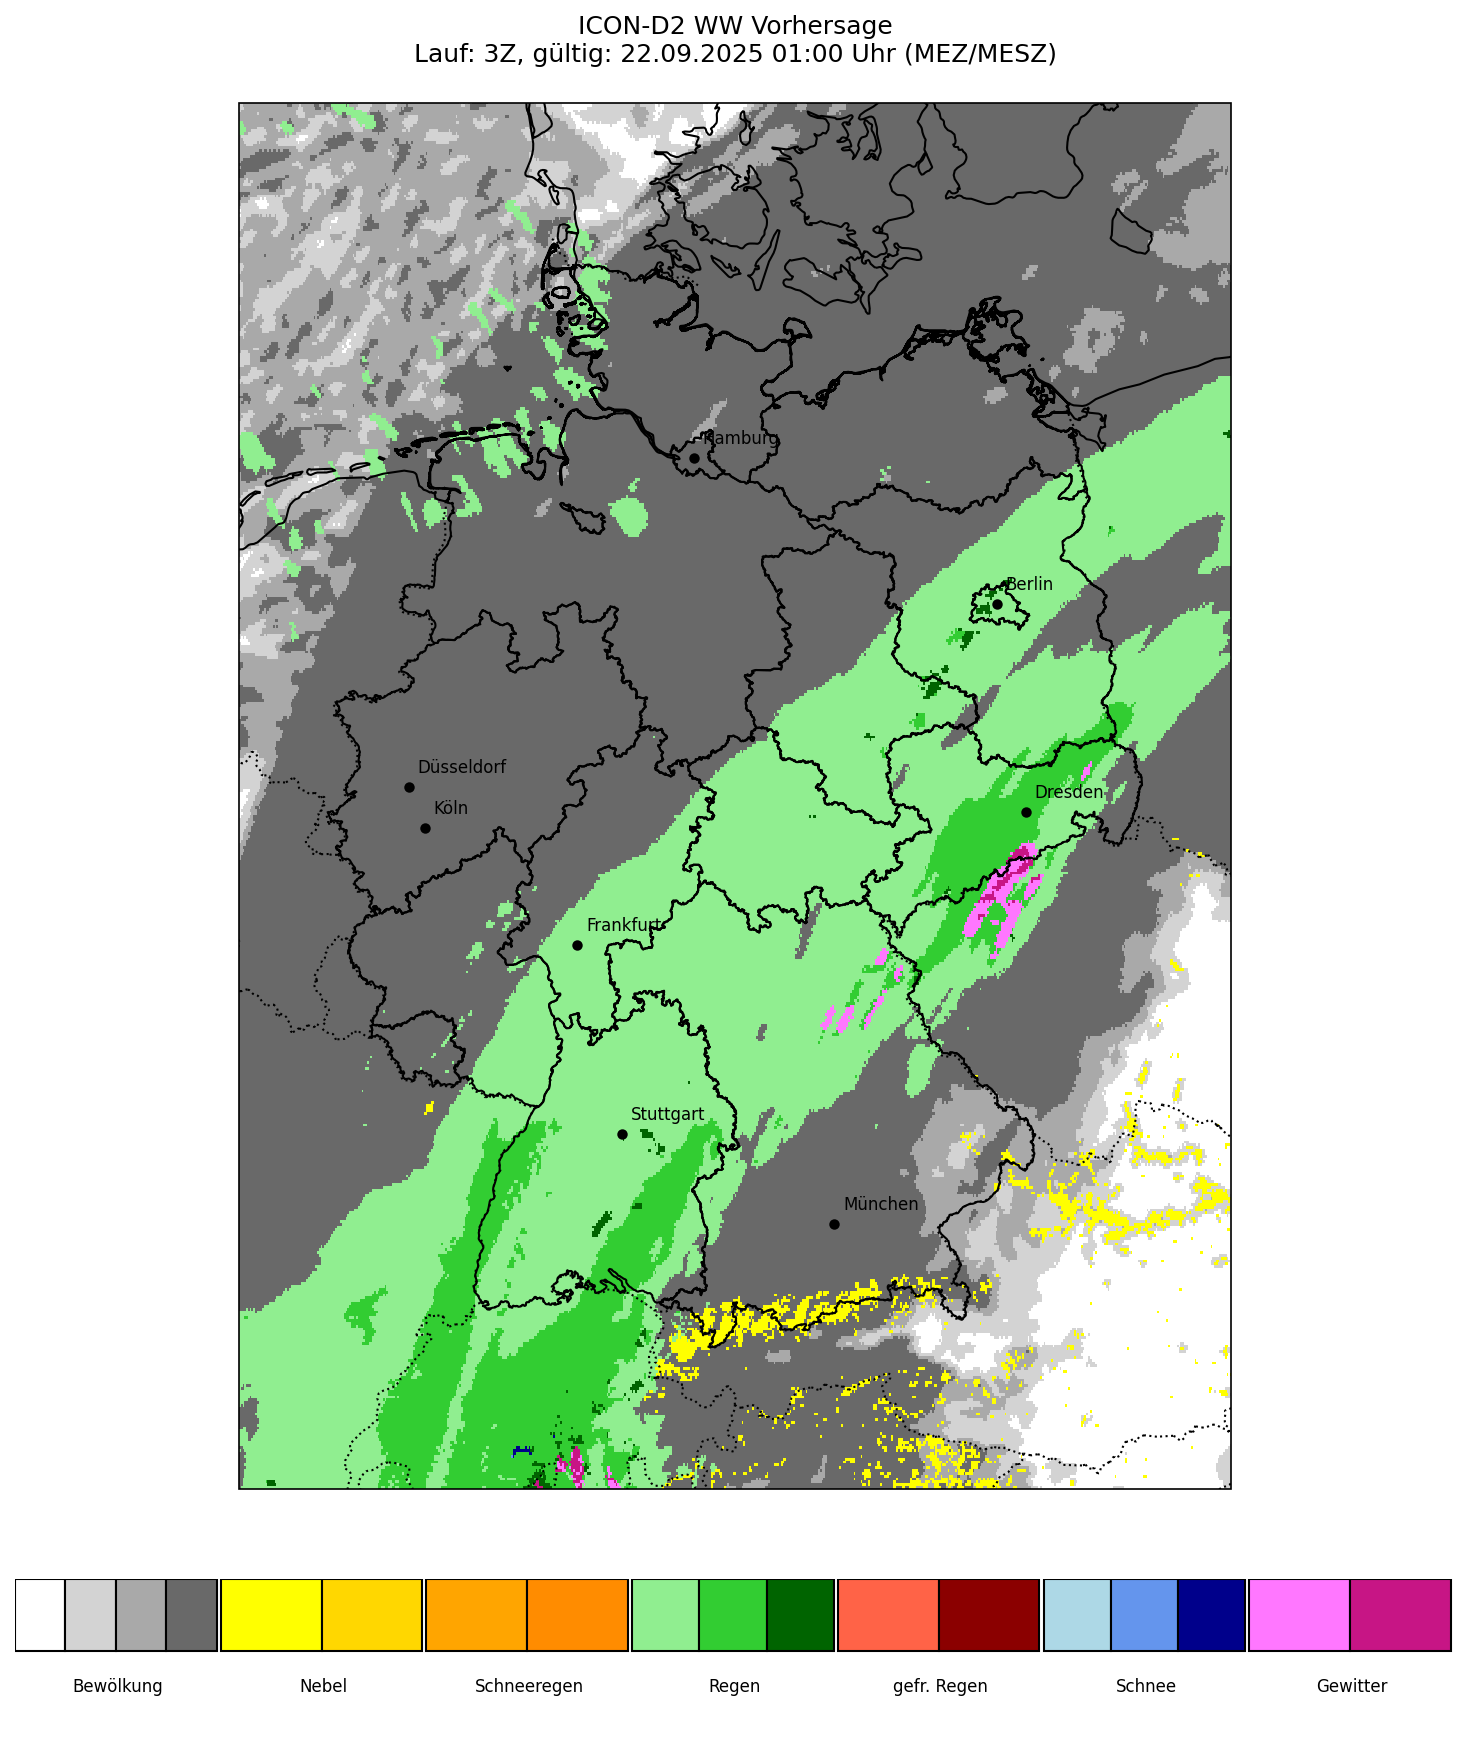 ICON-D2 WW Vorhersage
Lauf: 3Z, gültig: 22.09.2025 01:00 Uhr (MEZ/MESZ)
Hamburg
Berlin
Düsseldorf
Dresden
Köln
Frankfurt
Stuttgart
München
Bewölkung Nebel Schneeregen Regen gefr. Regen Schnee Gewitter